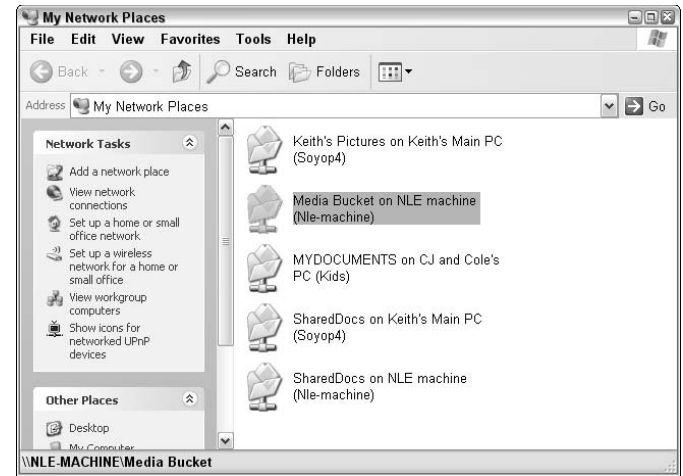 My Network Places
File Edit View Favorites Tools Help
Back Search Folders
Address My Network Places Go
Network Tasks
Add a network place
View network
connections
Set up a home or small
office network
Set up a wireless
network for a home or
small office
View workgroup
computers
Show icons for
networked UPnP
devices
Other Places
Desktop
My Computer
Keith's Pictures on Keith's Main PC
(Soyop4)
Media Bucket on NLE machine
(Nle-machine)
MYDOCUMENTS on CJ and Cole's
PC (Kids)
SharedDocs on Keith's Main PC
(Soyop4)
SharedDocs on NLE machine
(Nle-machine)
\\NLE-MACHINE\Media Bucket